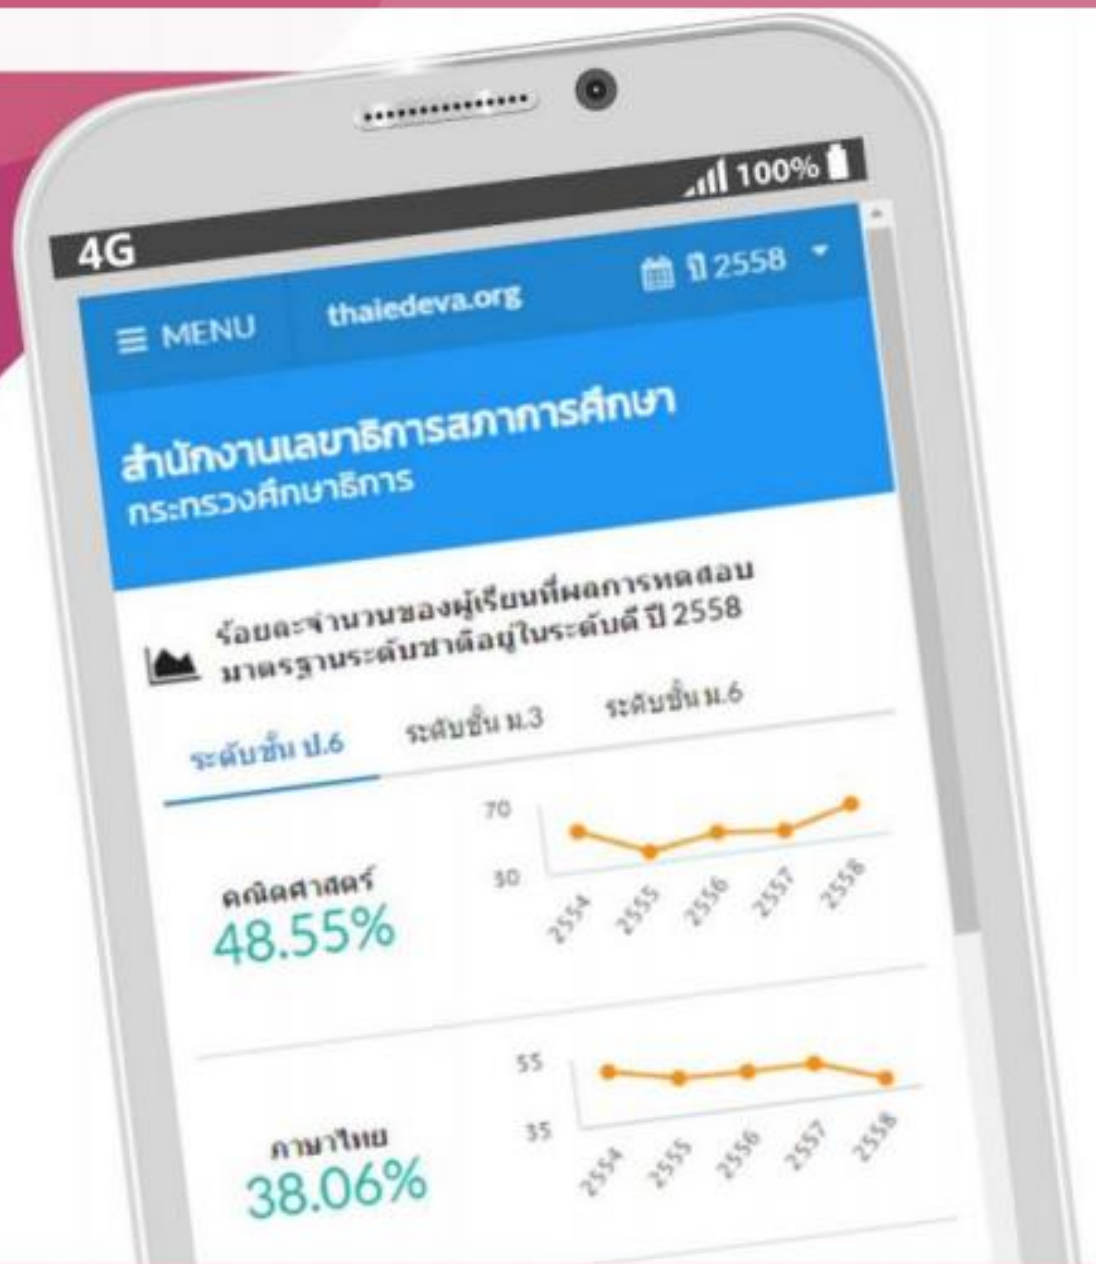 4G 100%
MENU thaiedeva.org ปี 2558
สำนักงานเลขาธิการสภาการศึกษา
กระทรวงศึกษาธิการ
ร้อยละจำนวนของผู้เรียนที่ผลการทดสอบ
มาตรฐานระดับชาติอยู่ในระดับดี ปี 2558
ระดับชั้น ป.6 ระดับชั้น ม.3 ระดับชั้น ม.6
คณิตศาสตร์
48.55%
70
30
2554 2555 2556 2557 2558
ภาษาไทย
38.06%
55
35
2554 2555 2556 2557 2558